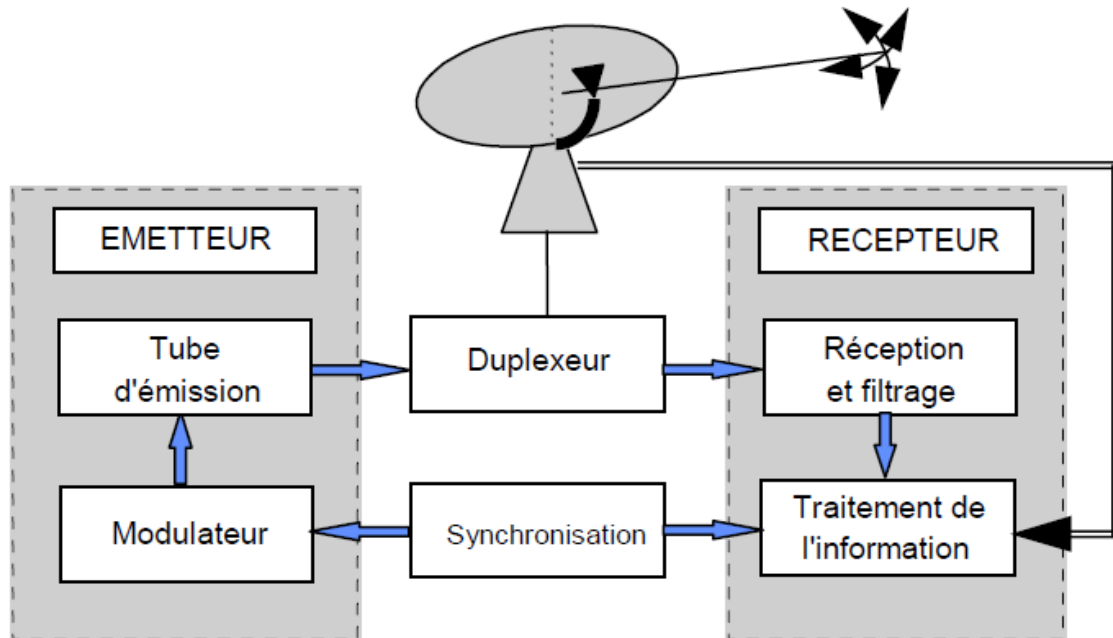 EMETTEUR
RECEPTEUR
Tube
d'émission
Duplexeur
Réception
et filtrage
Modulateur
Synchronisation
Traitement de
l'information